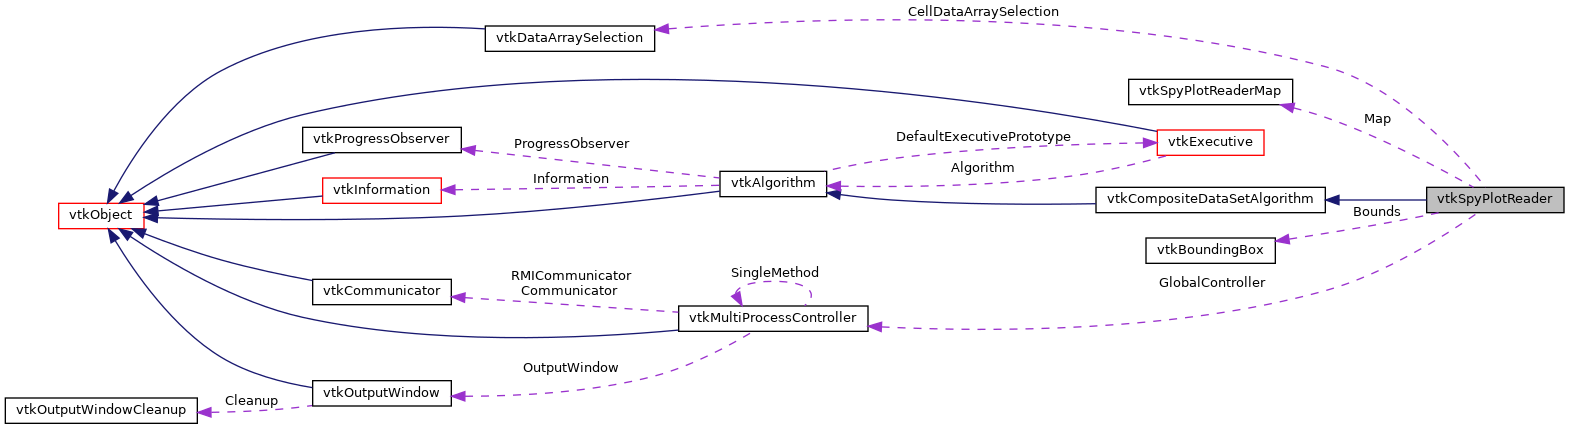 CellDataArraySelection
vtkDataArraySelection
vtkSpyPlotReaderMap
Map
vtkProgressObserver
ProgressObserver
DefaultExecutivePrototype
vtkExecutive
Algorithm
Information
vtkInformation
vtkAlgorithm
vtkCompositeDataSetAlgorithm
vtkSpyPlotReader
vtkObject
Bounds
vtkBoundingBox
SingleMethod
RMICommunicator
Communicator
GlobalController
vtkCommunicator
vtkMultiProcessController
OutputWindow
vtkOutputWindow
Cleanup
vtkOutputWindowCleanup